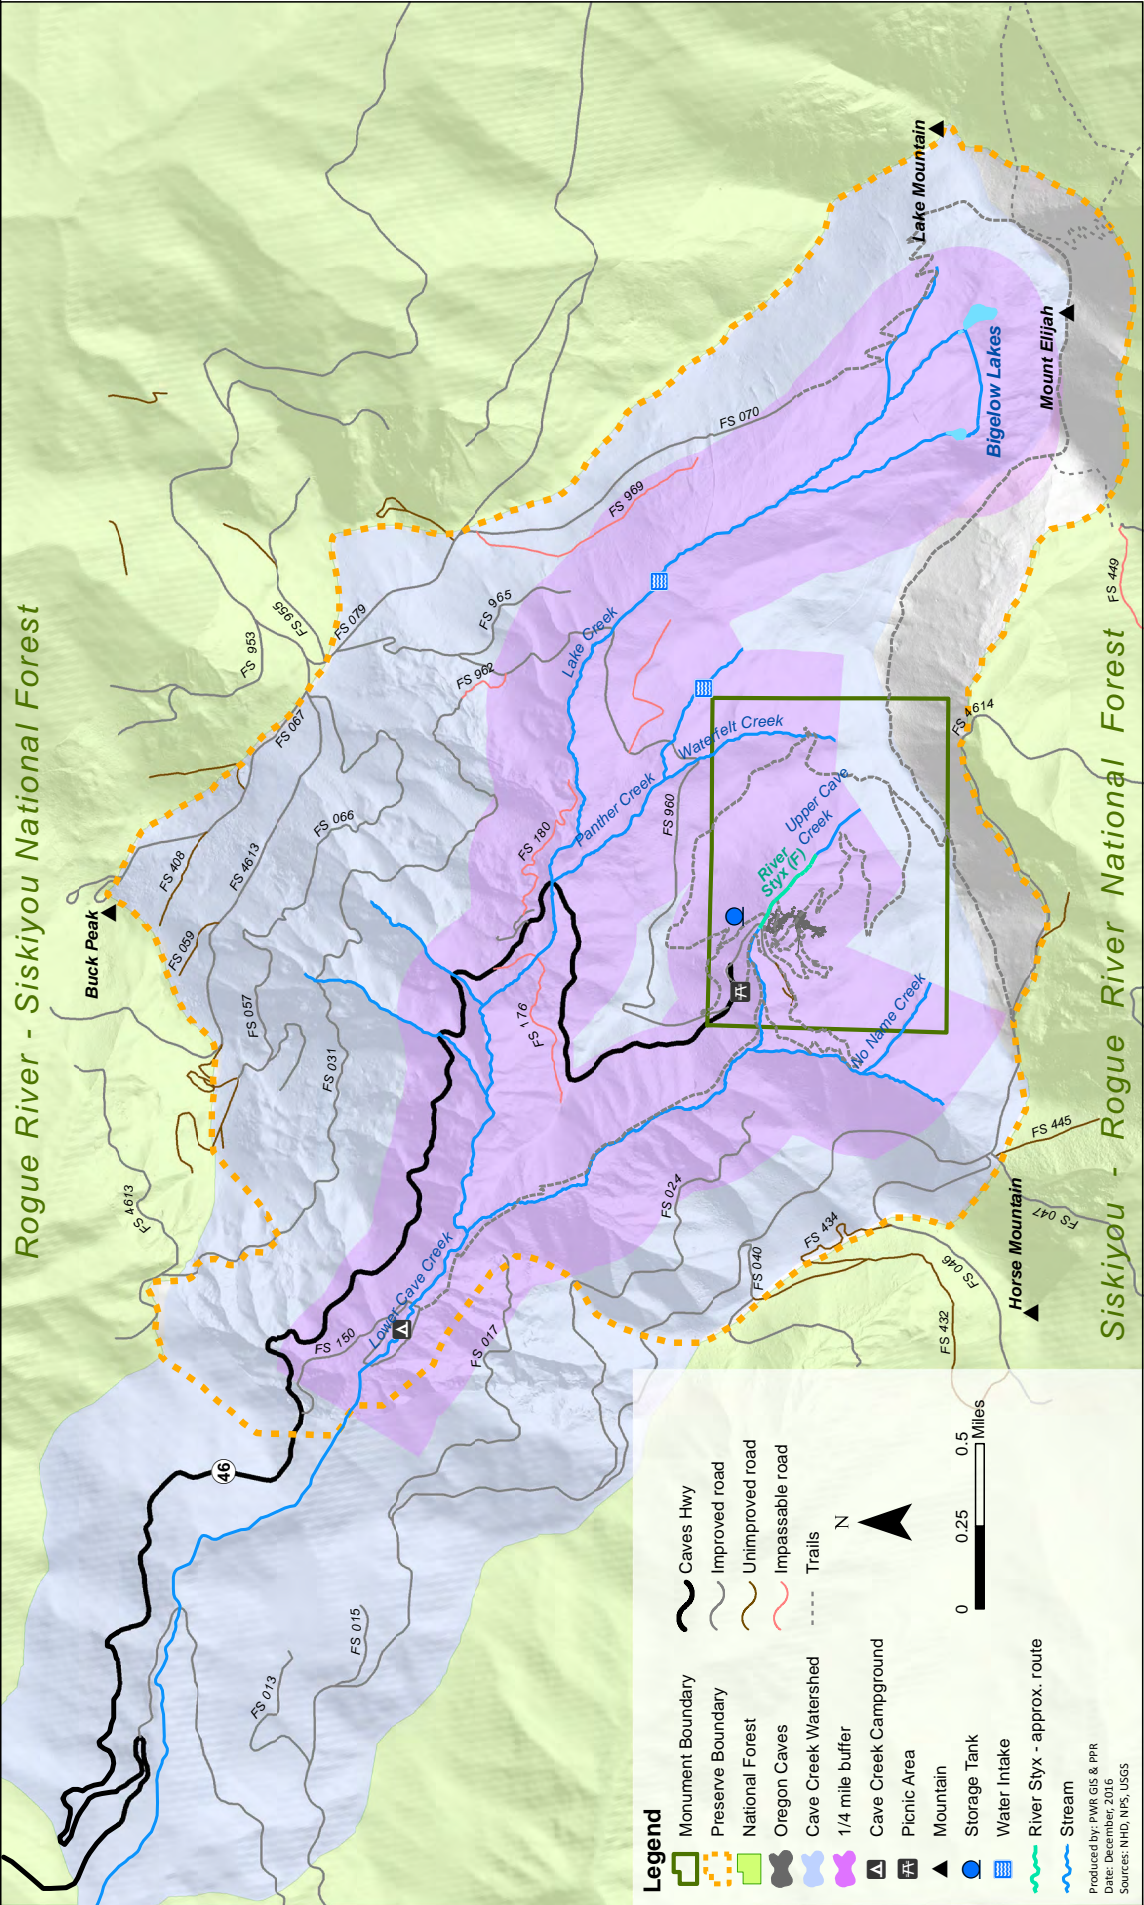 Rogue River - Siskiyou National Forest
Buck Peak
FS 4613
FS 059
FS 408
FS 4613
FS 067
FS 953
FS 955
FS 079
FS 057
FS 031
FS 066
FS 962
FS 965
FS 969
FS 070
Lake Mountain
Mount Elijah
Bigelow Lakes
Lake Creek
Panther Creek
Waterfelt Creek
FS 180
FS 176
FS 960
Upper Cave
Creek
River
Styx (F)
No Name Creek
46
FS 150
Lower Cave Creek
FS 017
FS 024
FS 040
FS 434
FS 432
FS 046
FS 047
FS 445
Horse Mountain
FS 4614
FS 449
FS 015
FS 013
Siskiyou - Rogue River National Forest
Legend
Monument Boundary
Preserve Boundary
National Forest
Oregon Caves
Cave Creek Watershed
1/4 mile buffer
Cave Creek Campground
Picnic Area
Mountain
Storage Tank
Water Intake
River Styx - approx. route
Stream
Caves Hwy
Improved road
Unimproved road
Impassable road
Trails
N
0 0.25 0.5
Miles
Produced by: PWR GIS & PPR
Date: December, 2016
Sources: NHD, NPS, USGS